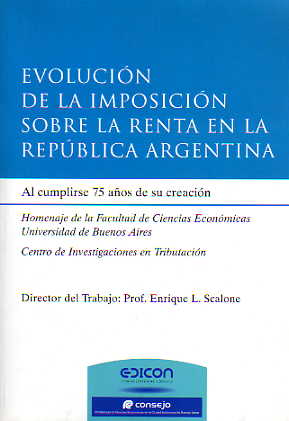 EVOLUCIÓN
DE LA IMPOSICIÓN
SOBRE LA RENTA EN LA
REPÚBLICA ARGENTINA
Al cumplirse 75 años de su creación
Homenaje de la Facultad de Ciencias Económicas
Universidad de Buenos Aires
Centro de Investigaciones en Tributación
Director del Trabajo: Prof. Enrique L. Scalone
EDICON
CONSEJO